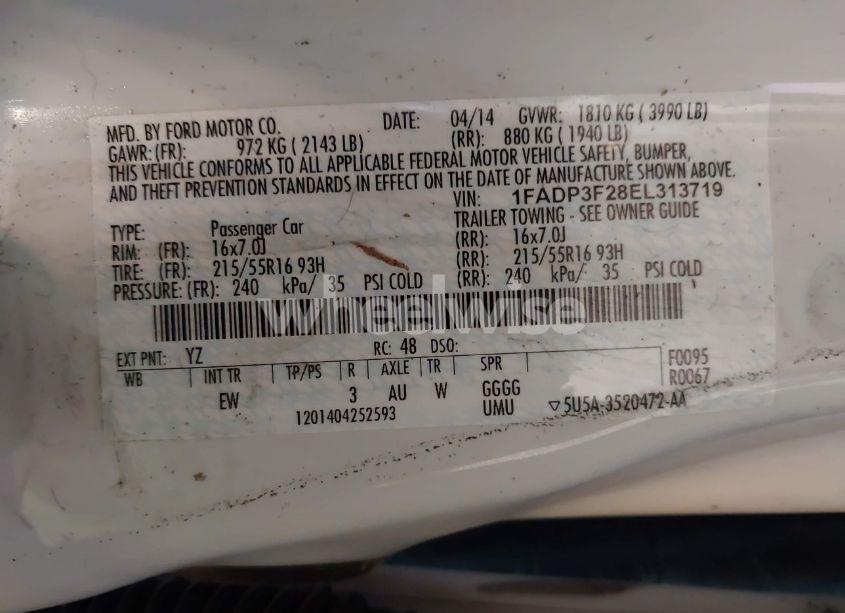 MFD. BY FORD MOTOR CO. DATE: 04/14 GVWR: 1810 KG ( 3990 LB)
GAWR: (FR): 972 KG ( 2143 LB) (RR): 880 KG ( 1940 LB)
THIS VEHICLE CONFORMS TO ALL APPLICABLE FEDERAL MOTOR VEHICLE SAFETY, BUMPER,
AND THEFT PREVENTION STANDARDS IN EFFECT ON THE DATE OF MANUFACTURE SHOWN ABOVE.
VIN: 1FADP3F28EL313719
TYPE: Passenger Car TRAILER TOWING - SEE OWNER GUIDE
RIM: (FR): 16x7.0J (RR): 16x7.0J
TIRE: (FR): 215/55R16 93H (RR): 215/55R16 93H
PRESSURE: (FR): 240 kPa/ 35 PSI COLD (RR): 240 kPa/ 35 PSI COLD
wheelwise
EXT PNT: YZ RC: 48 DSO:
WB INT TR TP/PS R AXLE TR SPR F0095
EW 3 AU W GGGG R0067
1201404252593 UMU ▽5U5A-3520472-AA